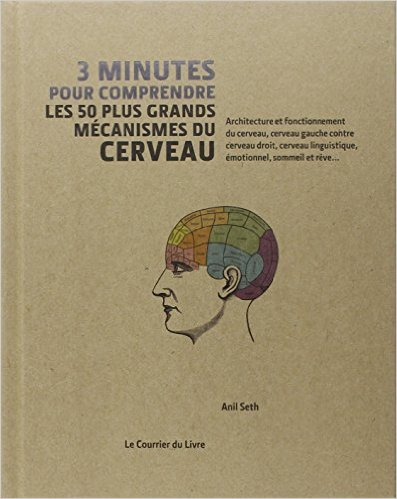 3 MINUTES
POUR COMPRENDRE
LES 50 PLUS GRANDS
MÉCANISMES DU
CERVEAU
Architecture et fonctionnement
du cerveau, cerveau gauche contre
cerveau droit, cerveau linguistique,
émotionnel, sommeil et rêve...
Anil Seth
Le Courrier du Livre